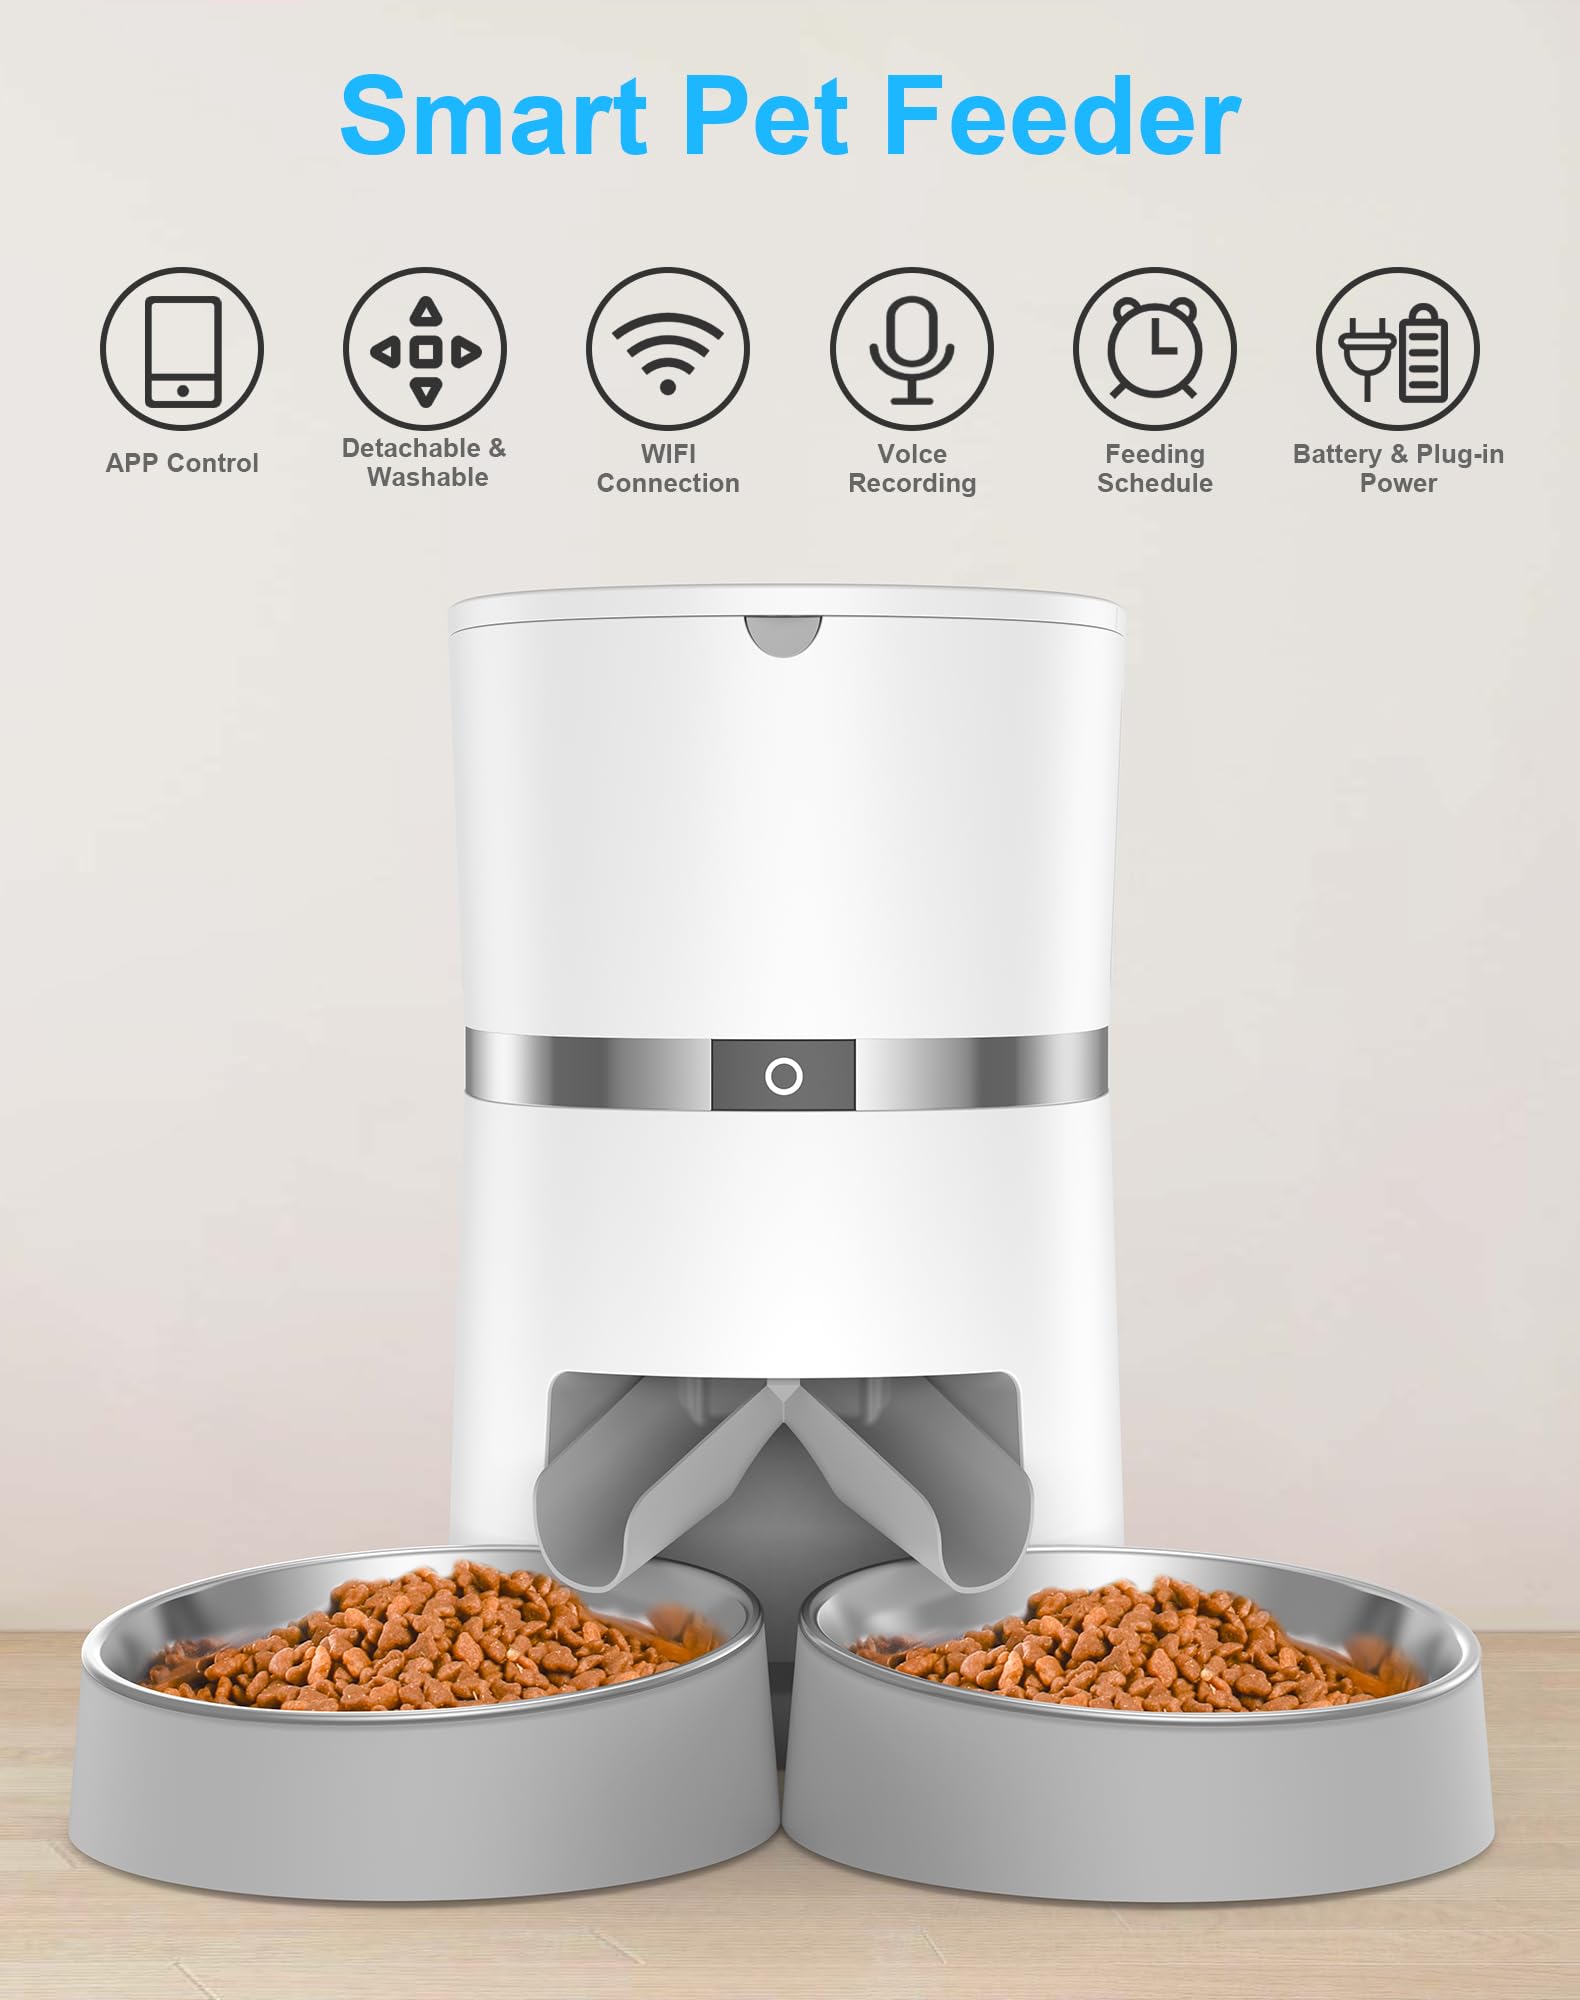 Smart Pet Feeder
APP Control
Detachable &
Washable
WIFI
Connection
Volce
Recording
Feeding
Schedule
Battery & Plug-in
Power